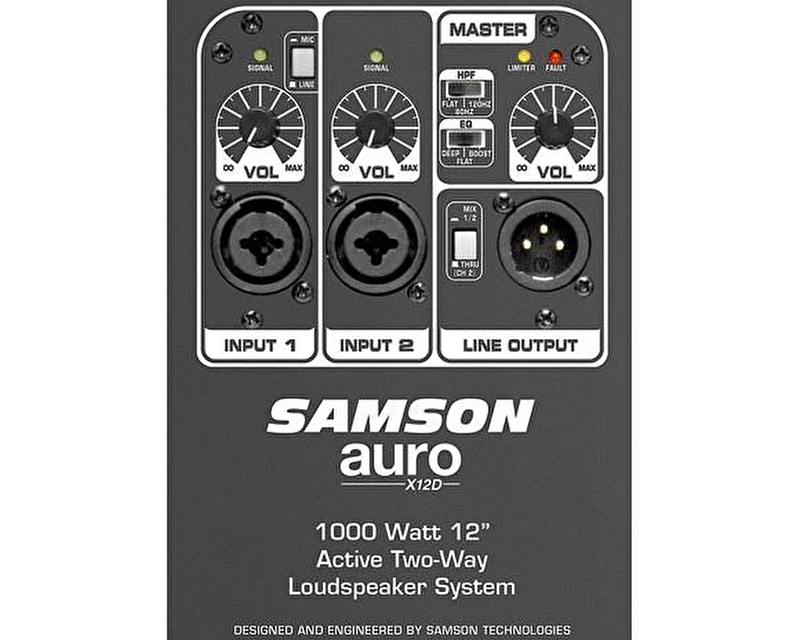 SIGNAL
MIC
LINE
∞ VOL MAX
INPUT 1
SIGNAL
∞ VOL MAX
INPUT 2
MASTER
LIMITER FAULT
HPF
FLAT 120HZ
80HZ
EQ
DEEP BOOST
FLAT
∞ VOL MAX
MIX
1/2
THRU
(CH 2)
LINE OUTPUT
SAMSON
auro
X12D
1000 Watt 12”
Active Two-Way
Loudspeaker System
DESIGNED AND ENGINEERED BY SAMSON TECHNOLOGIES